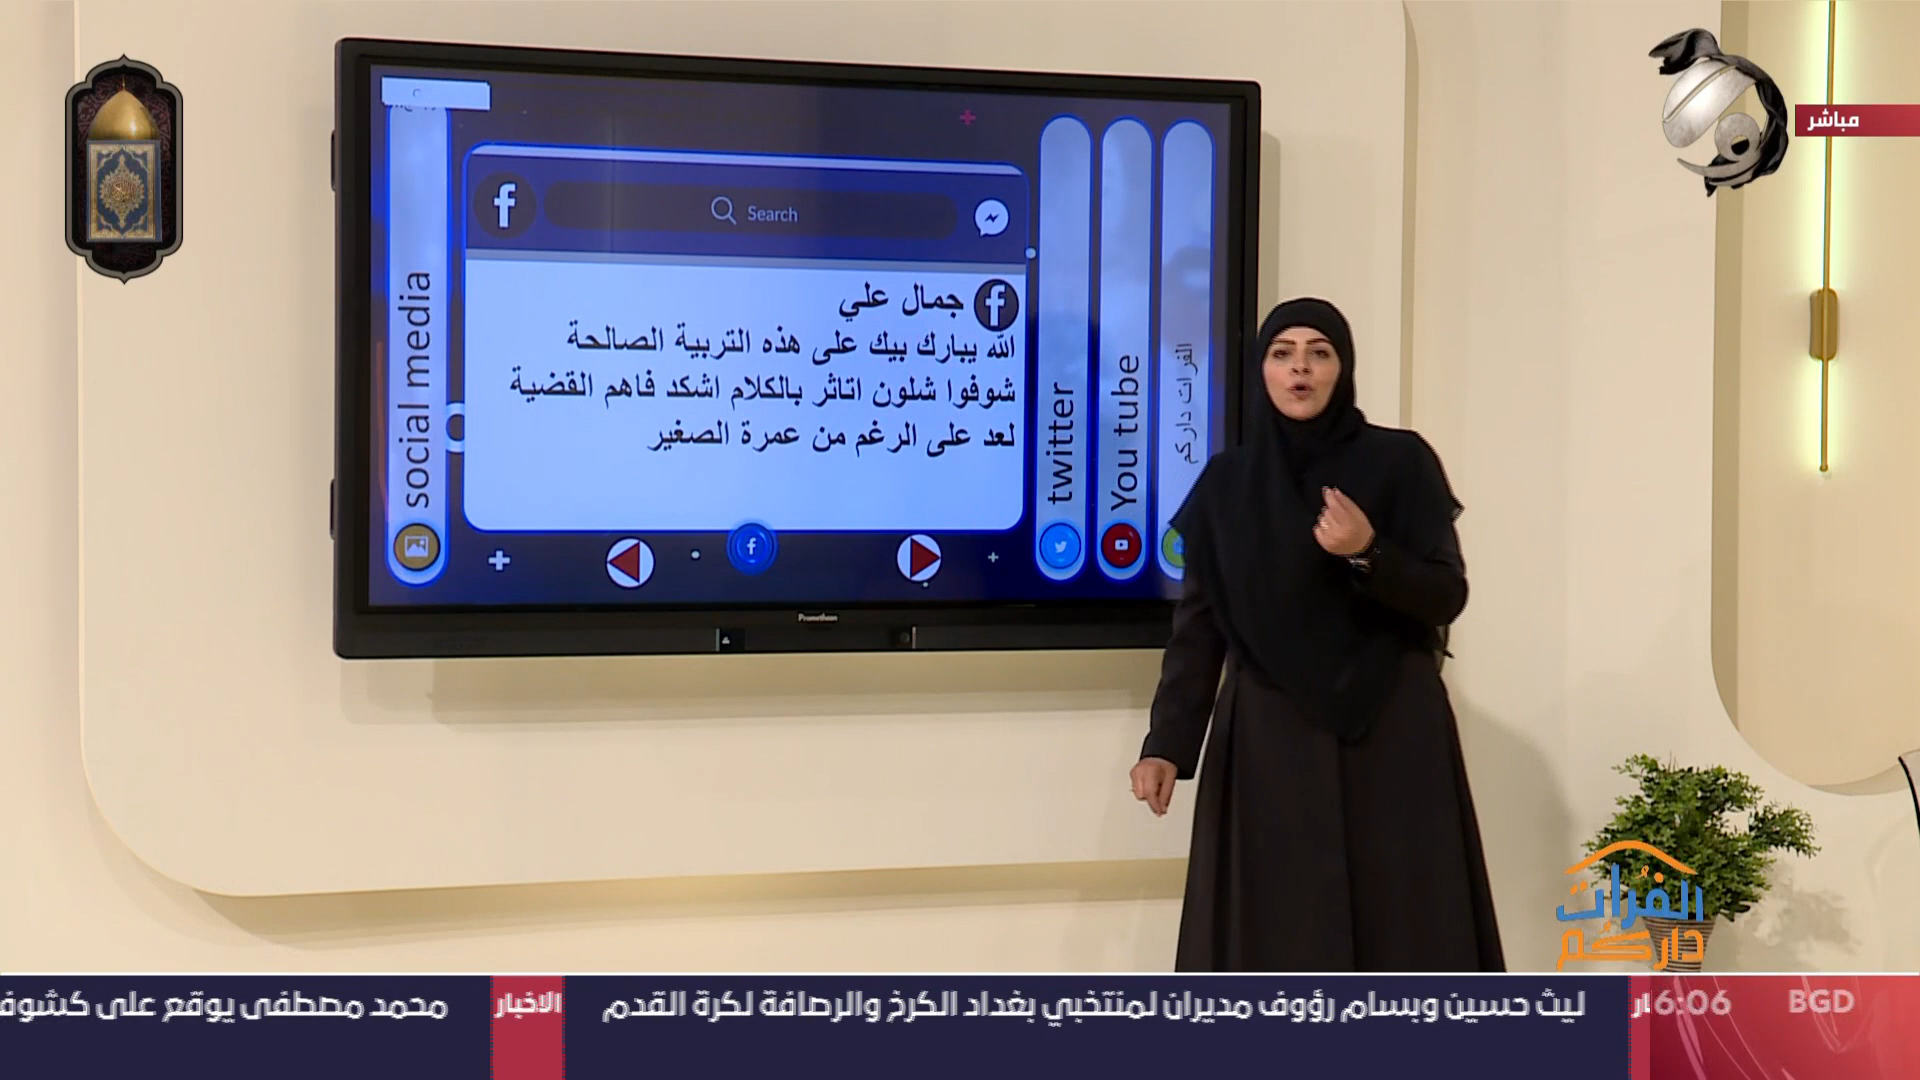 مباشر
Search
جمال علي
الله يبارك بيك على هذه التربية الصالحة
شوفوا شلون اتاثر بالكلام اشكد فاهم القضية
لعد على الرغم من عمرة الصغير
social media
twitter
You tube
الفرات داركم
Promethean
الفرات
داركم
BGD
16:06
ليث حسين وبسام رؤوف مديران لمنتخبي بغداد الكرخ والرصافة لكرة القدم
الاخبار
محمد مصطفى يوقع على كشوف